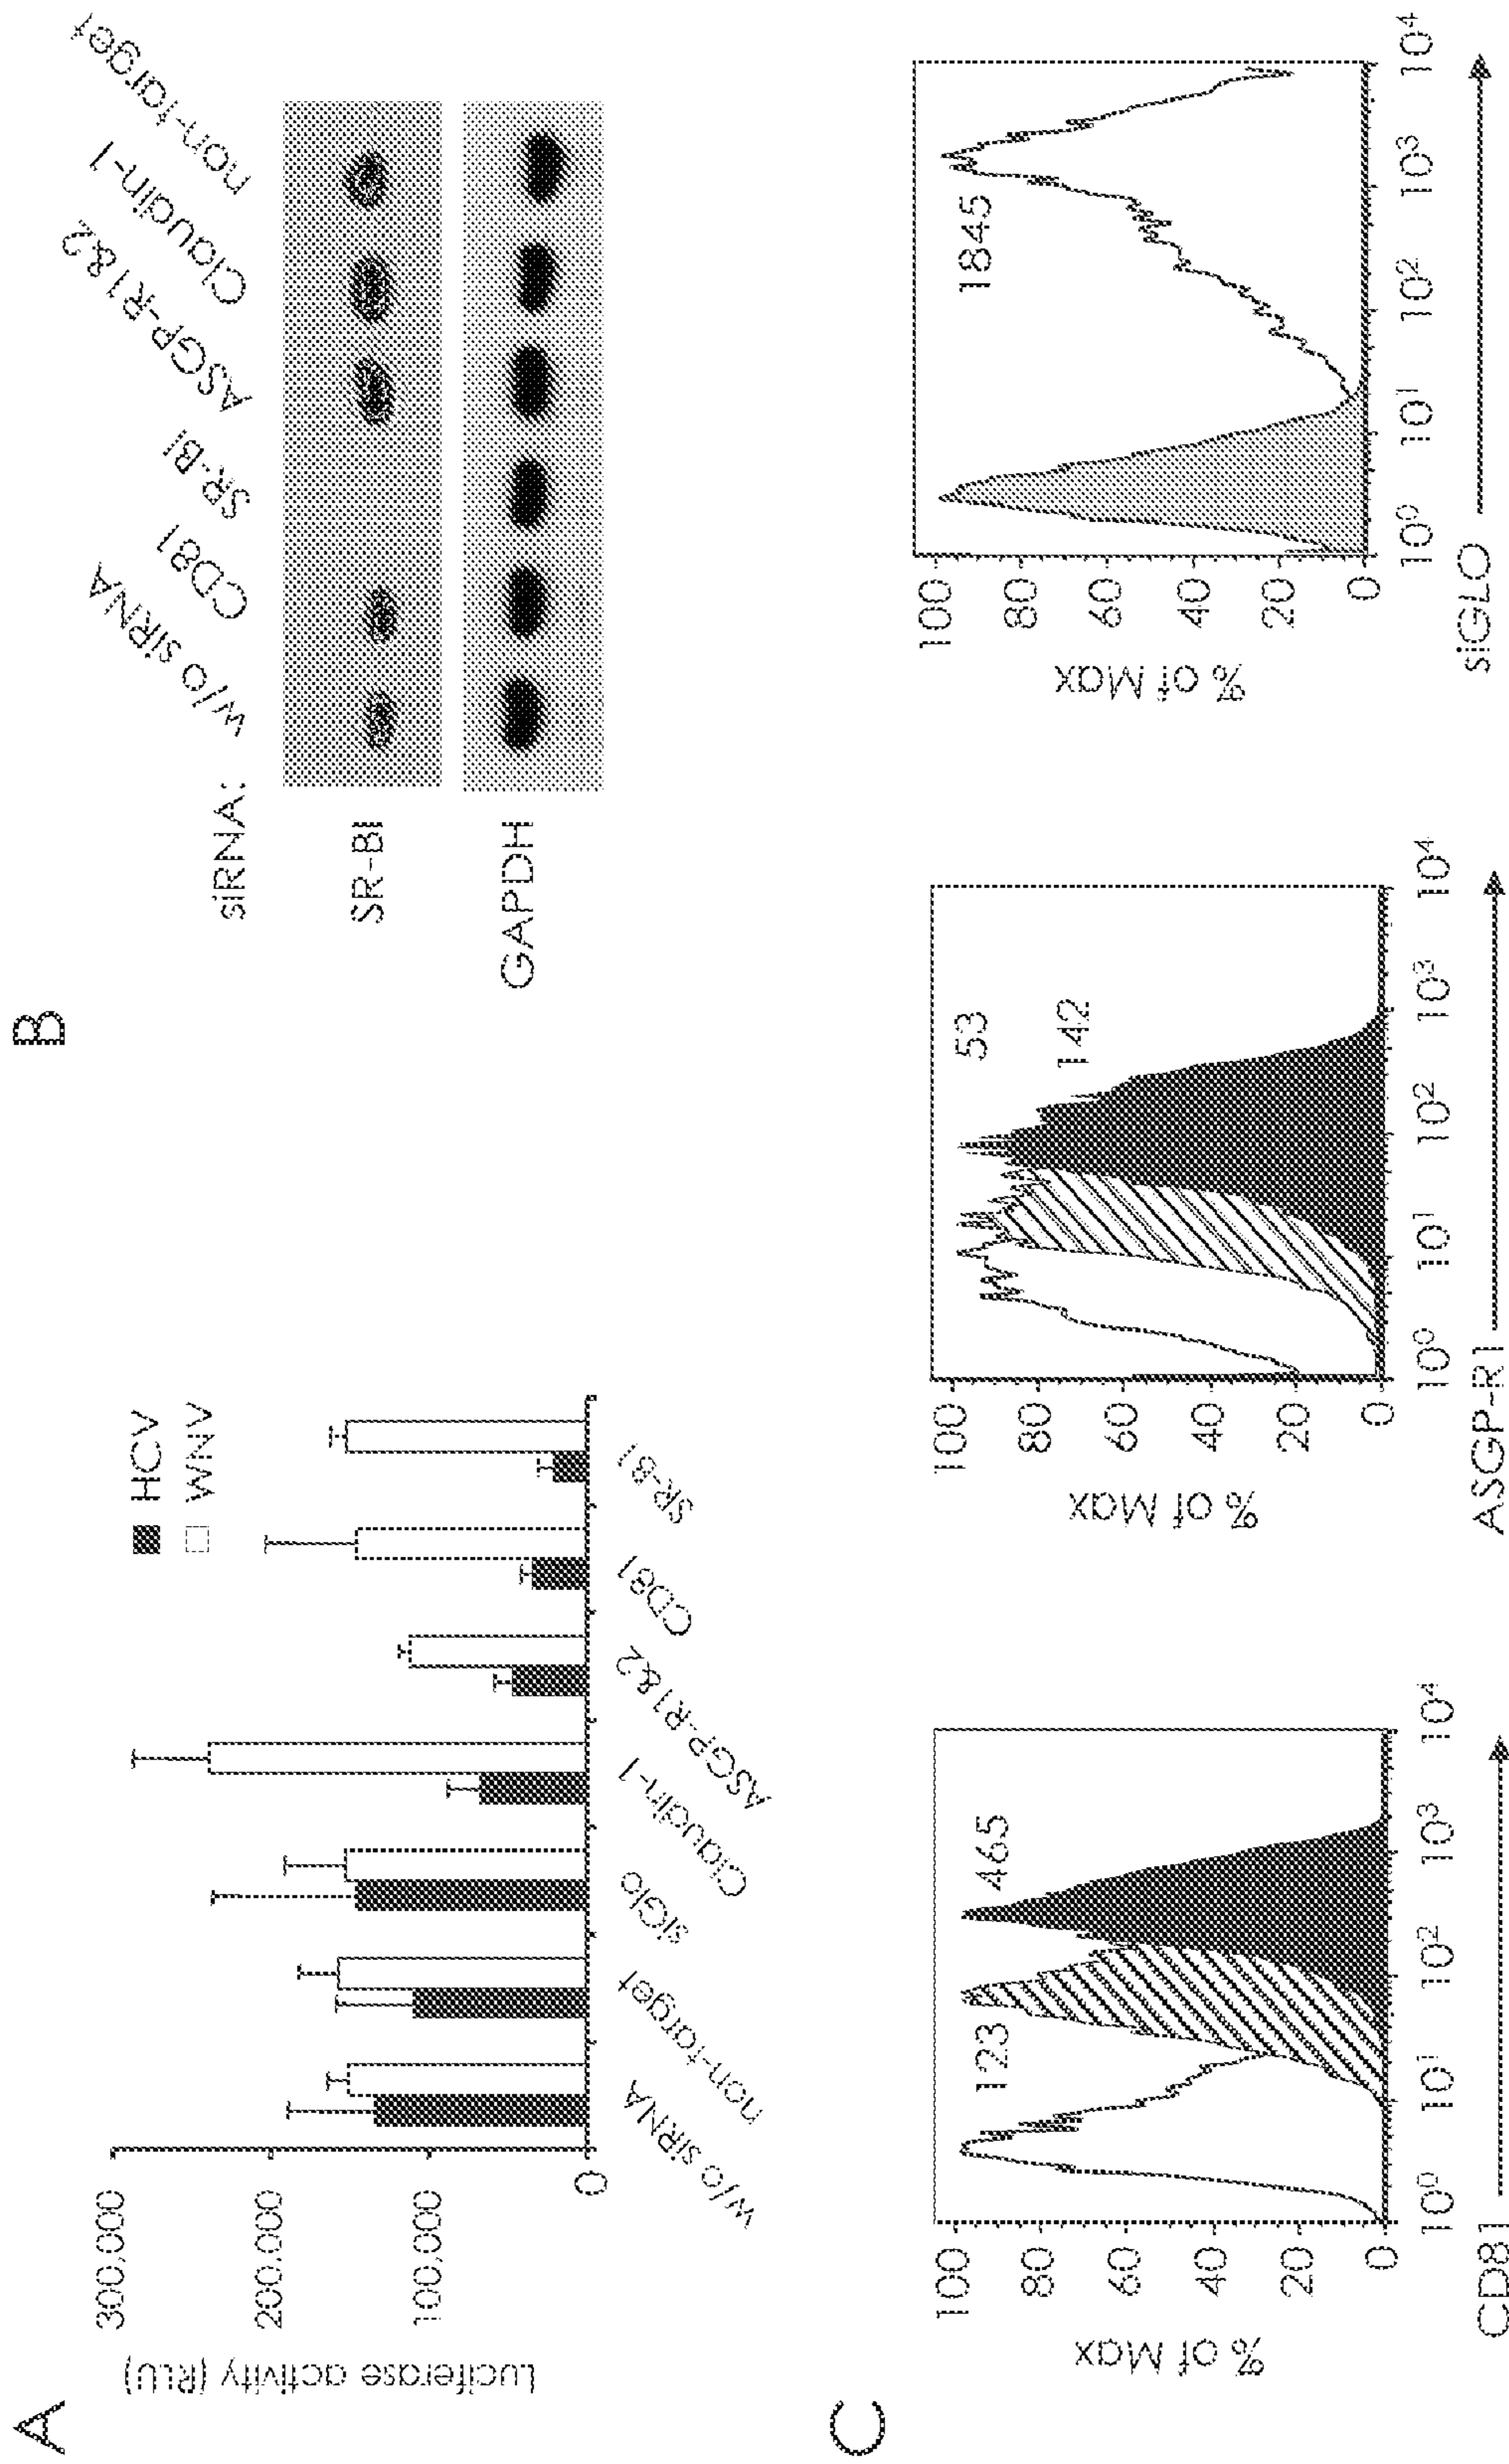 A
Luciferase activity (RLU)
300,000
200,000
100,000
0
HCV
WNV
w/o siRNA
non-target
siGlo
Claudin-1
ASGP-R1&2
CD81
SR-BI
B
siRNA:
w/o siRNA
CD81
SR-BI
ASGP-R1&2
Claudin-1
non-target
SR-BI
GAPDH
C
% of Max
100
80
60
40
20
0
123
465
10⁰ 10¹ 10² 10³ 10⁴
CD81
% of Max
100
80
60
40
20
0
53
142
10⁰ 10¹ 10² 10³ 10⁴
ASGP-R1
% of Max
100
80
60
40
20
0
1845
10⁰ 10¹ 10² 10³ 10⁴
siGLO